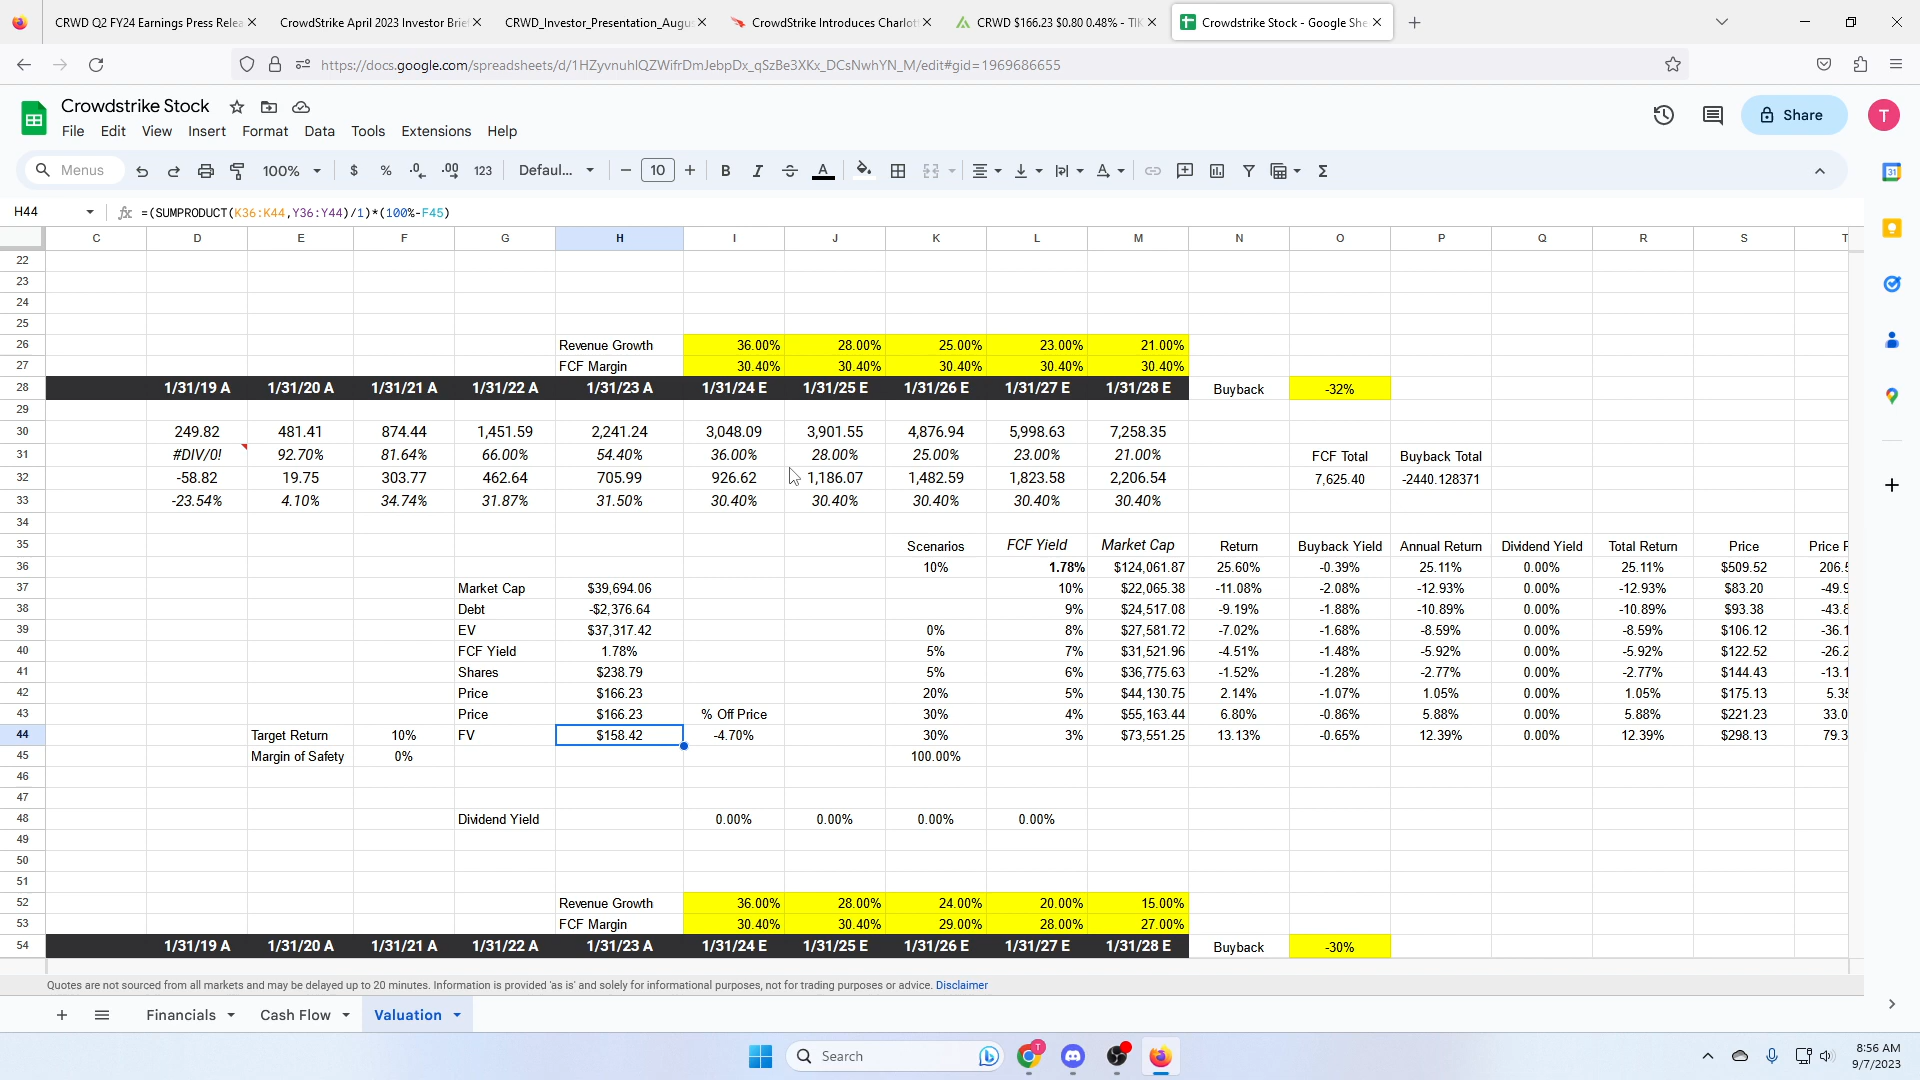 CRWD Q2 FY24 Earnings Press Relea
CrowdStrike April 2023 Investor Brief
CRWD_Investor_Presentation_Augus
CrowdStrike Introduces Charlot
CRWD $166.23 $0.80 0.48% - TIK
Crowdstrike Stock - Google She
https://docs.google.com/spreadsheets/d/1HZyvnuhlQZWifrDmJebpDx_qSzBe3XKx_DCsNwhYN_M/edit#gid=1969686655
Crowdstrike Stock
Share
T
File Edit View Insert Format Data Tools Extensions Help
Menus 100% $ % .0 .00 123 Defaul... 10 B I A
H44 fx =(SUMPRODUCT(K36:K44,Y36:Y44)/1)*(100%-F45)
C D E F G H I J K L M N O P Q R S T
22
23
24
25
26 Revenue Growth 36.00% 28.00% 25.00% 23.00% 21.00%
27 FCF Margin 30.40% 30.40% 30.40% 30.40% 30.40%
28 1/31/19 A 1/31/20 A 1/31/21 A 1/31/22 A 1/31/23 A 1/31/24 E 1/31/25 E 1/31/26 E 1/31/27 E 1/31/28 E Buyback -32%
29
30 249.82 481.41 874.44 1,451.59 2,241.24 3,048.09 3,901.55 4,876.94 5,998.63 7,258.35
31 #DIV/0! 92.70% 81.64% 66.00% 54.40% 36.00% 28.00% 25.00% 23.00% 21.00% FCF Total Buyback Total
32 -58.82 19.75 303.77 462.64 705.99 926.62 1,186.07 1,482.59 1,823.58 2,206.54 7,625.40 -2440.128371
33 -23.54% 4.10% 34.74% 31.87% 31.50% 30.40% 30.40% 30.40% 30.40% 30.40%
34
35 Scenarios FCF Yield Market Cap Return Buyback Yield Annual Return Dividend Yield Total Return Price Price F
36 10% 1.78% $124,061.87 25.60% -0.39% 25.11% 0.00% 25.11% $509.52 206.5
37 Market Cap $39,694.06 10% $22,065.38 -11.08% -2.08% -12.93% 0.00% -12.93% $83.20 -49.9
38 Debt -$2,376.64 9% $24,517.08 -9.19% -1.88% -10.89% 0.00% -10.89% $93.38 -43.8
39 EV $37,317.42 0% 8% $27,581.72 -7.02% -1.68% -8.59% 0.00% -8.59% $106.12 -36.1
40 FCF Yield 1.78% 5% 7% $31,521.96 -4.51% -1.48% -5.92% 0.00% -5.92% $122.52 -26.2
41 Shares $238.79 5% 6% $36,775.63 -1.52% -1.28% -2.77% 0.00% -2.77% $144.43 -13.1
42 Price $166.23 20% 5% $44,130.75 2.14% -1.07% 1.05% 0.00% 1.05% $175.13 5.35
43 Price $166.23 % Off Price 30% 4% $55,163.44 6.80% -0.86% 5.88% 0.00% 5.88% $221.23 33.0
44 Target Return 10% FV $158.42 -4.70% 30% 3% $73,551.25 13.13% -0.65% 12.39% 0.00% 12.39% $298.13 79.3
45 Margin of Safety 0% 100.00%
46
47
48 Dividend Yield 0.00% 0.00% 0.00% 0.00%
49
50
51
52 Revenue Growth 36.00% 28.00% 24.00% 20.00% 15.00%
53 FCF Margin 30.40% 30.40% 29.00% 28.00% 27.00%
54 1/31/19 A 1/31/20 A 1/31/21 A 1/31/22 A 1/31/23 A 1/31/24 E 1/31/25 E 1/31/26 E 1/31/27 E 1/31/28 E Buyback -30%
Quotes are not sourced from all markets and may be delayed up to 20 minutes. Information is provided 'as is' and solely for informational purposes, not for trading purposes or advice. Disclaimer
Financials Cash Flow Valuation
Search
8:56 AM
9/7/2023